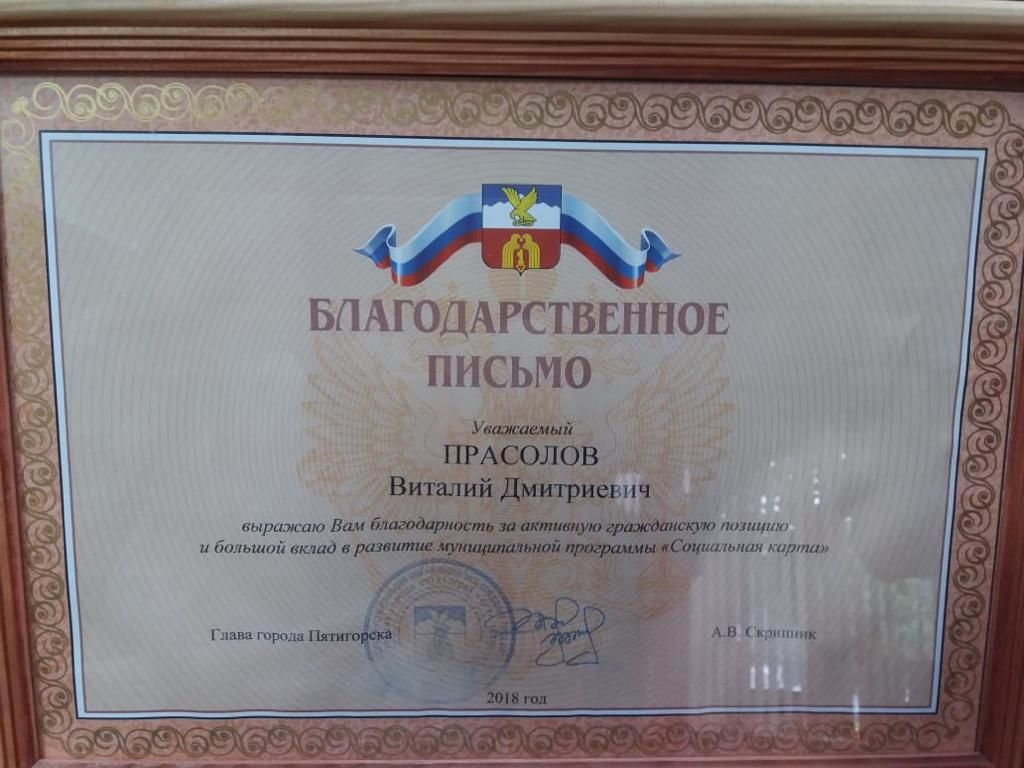 БЛАГОДАРСТВЕННОЕ
ПИСЬМО
Уважаемый
ПРАСОЛОВ
Виталий Дмитриевич
выражаю Вам благодарность за активную гражданскую позицию
и большой вклад в развитие муниципальной программы «Социальная карта»
Глава города Пятигорска
А.В. Скрипник
2018 год